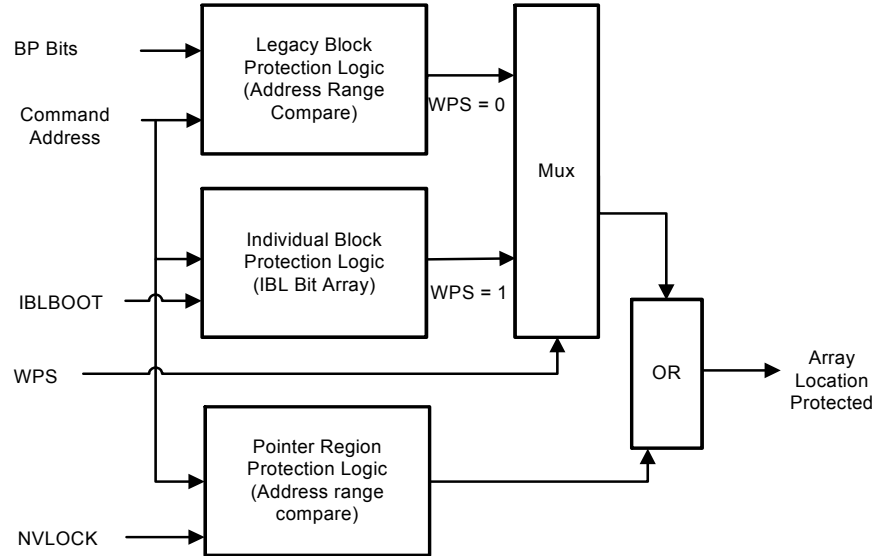 BP Bits
Command
Address
Legacy Block
Protection Logic
(Address Range
Compare)
WPS = 0
Mux
Individual Block
Protection Logic
(IBL Bit Array)
WPS = 1
IBLBOOT
WPS
OR
Array
Location
Protected
Pointer Region
Protection Logic
(Address range
compare)
NVLOCK